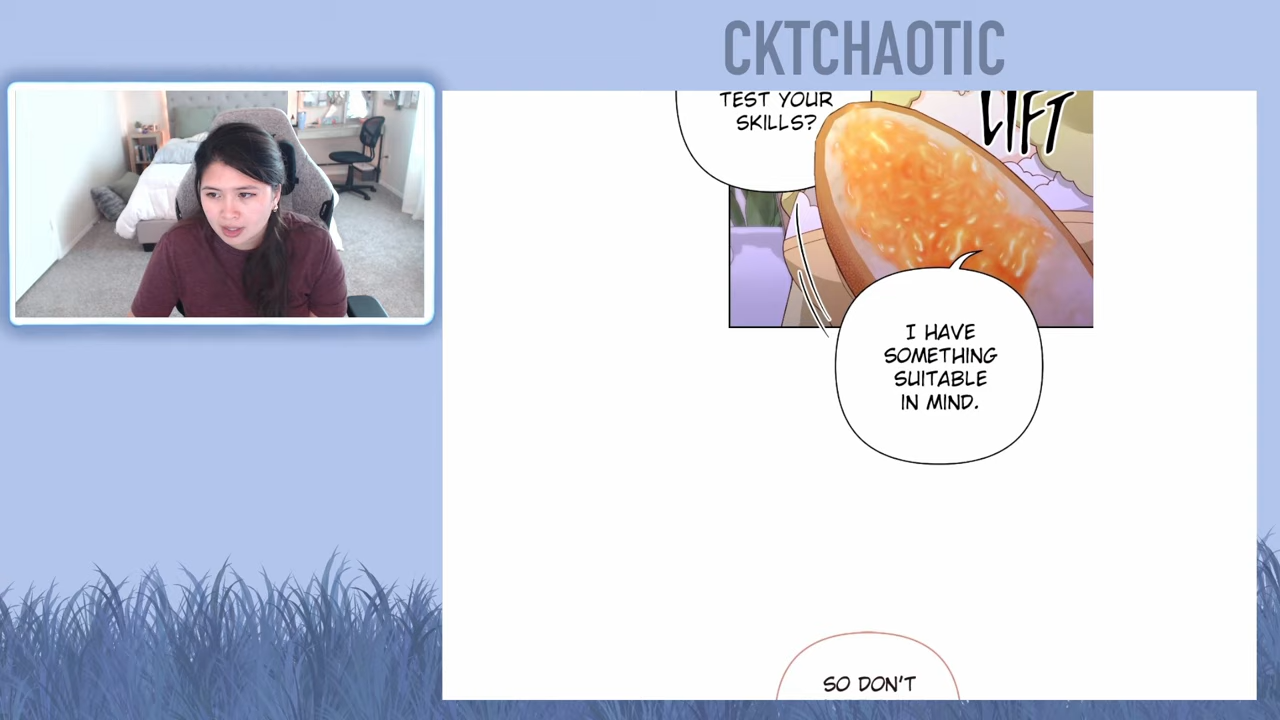 CKTCHAOTIC
TEST YOUR
SKILLS?
LIFT
I HAVE
SOMETHING
SUITABLE
IN MIND.
SO DON'T